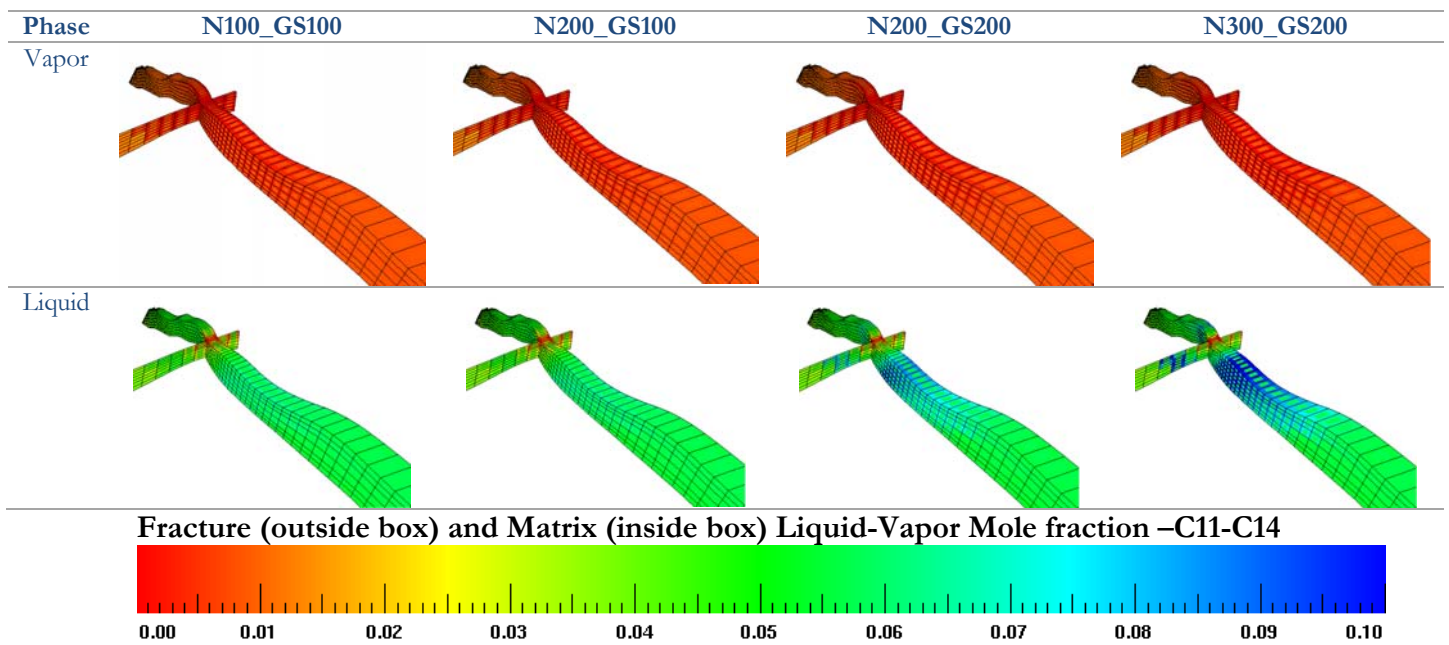 Phase N100_GS100 N200_GS100 N200_GS200 N300_GS200
Vapor
Liquid
Fracture (outside box) and Matrix (inside box) Liquid-Vapor Mole fraction –C11-C14
0.00 0.01 0.02 0.03 0.04 0.05 0.06 0.07 0.08 0.09 0.10